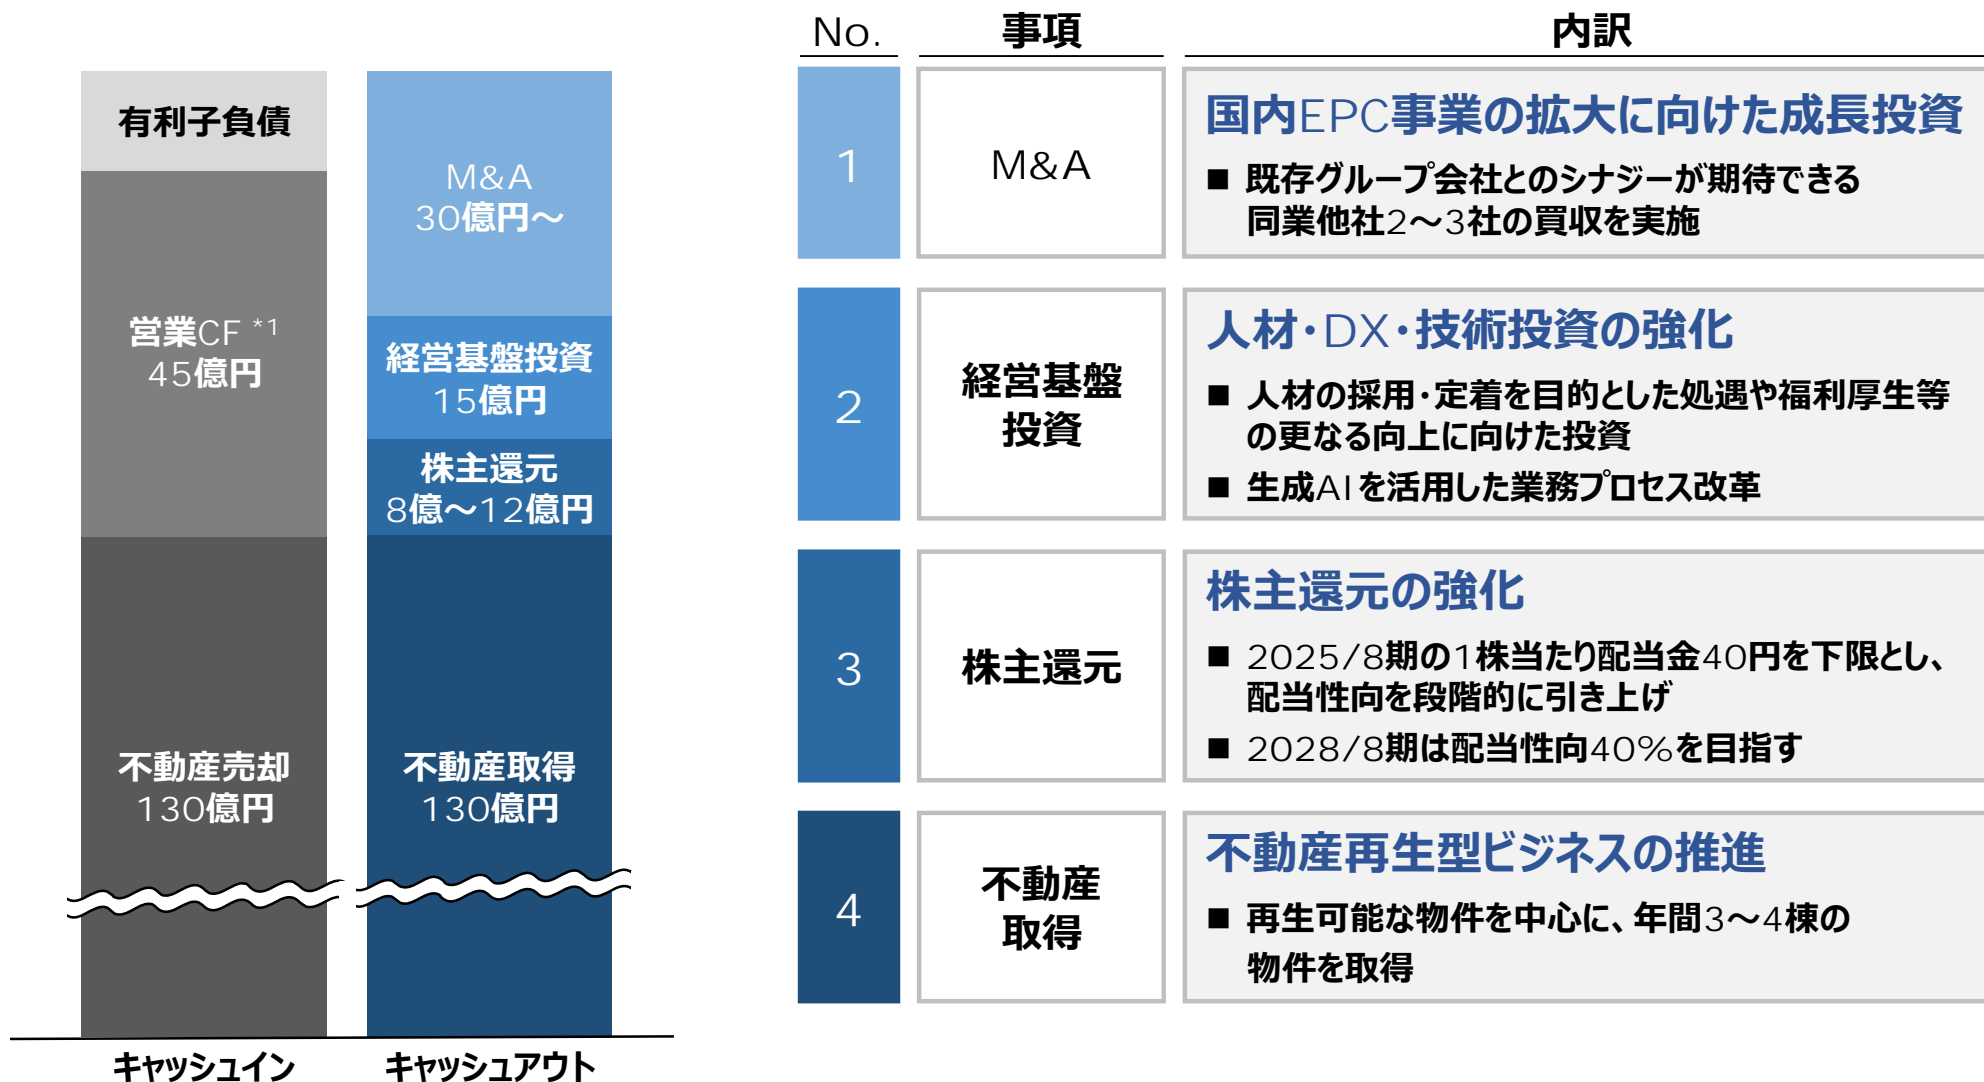 有利子負債
営業CF *1
45億円
不動産売却
130億円
キャッシュイン
M&A
30億円～
経営基盤投資
15億円
株主還元
8億～12億円
不動産取得
130億円
キャッシュアウト
No.
事項
内訳
1
M&A
国内EPC事業の拡大に向けた成長投資
■ 既存グループ会社とのシナジーが期待できる
同業他社2～3社の買収を実施
2
経営基盤
投資
人材・DX・技術投資の強化
■ 人材の採用・定着を目的とした処遇や福利厚生等
の更なる向上に向けた投資
■ 生成AIを活用した業務プロセス改革
3
株主還元
株主還元の強化
■ 2025/8期の1株当たり配当金40円を下限とし、
配当性向を段階的に引き上げ
■ 2028/8期は配当性向40%を目指す
4
不動産
取得
不動産再生型ビジネスの推進
■ 再生可能な物件を中心に、年間3～4棟の
物件を取得